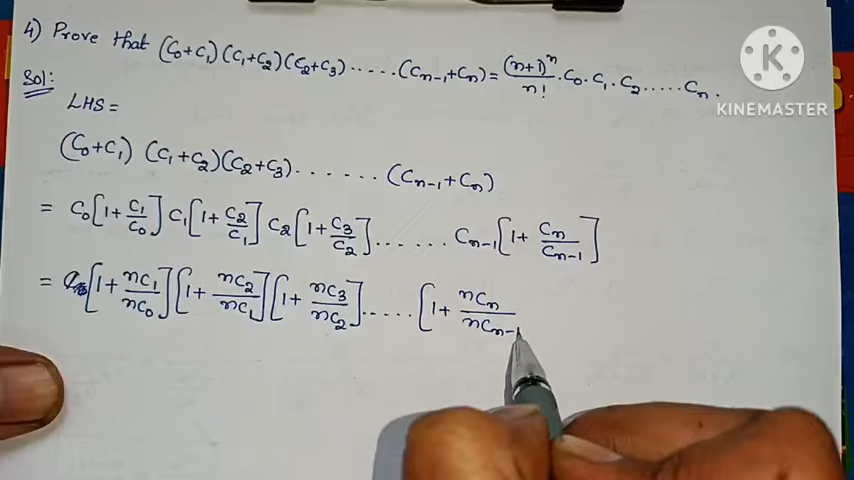 4) Prove that (C₀+C₁)(C₁+C₂)(C₂+C₃)......(Cₙ₋₁+Cₙ)=(n+1)ⁿ/n!.C₀.C₁.C₂.....Cₙ.
K
KINEMASTER
Sol:
LHS=
(C₀+C₁) (C₁+C₂)(C₂+C₃)........(Cₙ₋₁+Cₙ)
= C₀[1+C₁/C₀] C₁[1+C₂/C₁] C₂[1+C₃/C₂]....... Cₙ₋₁[1+Cₙ/Cₙ₋₁]
= [1+nC₁/nC₀][1+nC₂/nC₁][1+nC₃/nC₂].....[1+nCₙ/nCₙ₋₁